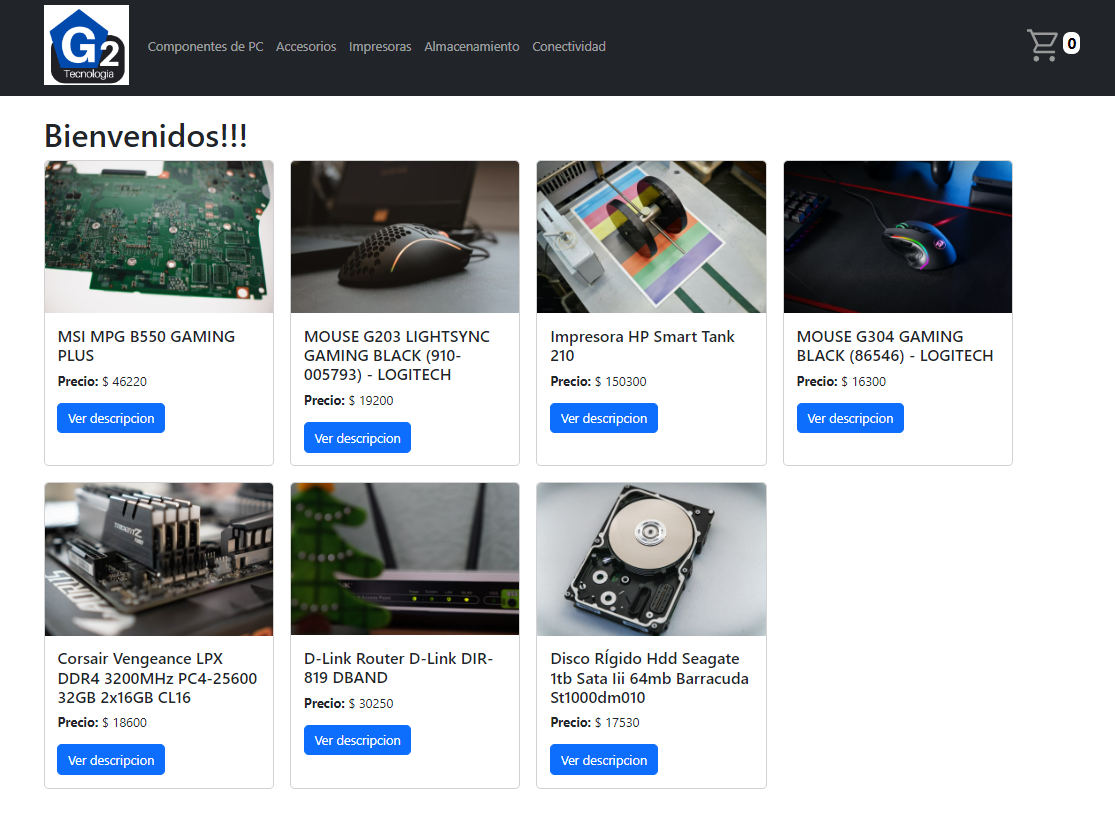 G2
Tecnología
Componentes de PC Accesorios Impresoras Almacenamiento Conectividad
0
Bienvenidos!!!
MSI MPG B550 GAMING
PLUS
Precio: $ 46220
Ver descripcion
MOUSE G203 LIGHTSYNC
GAMING BLACK (910-
005793) - LOGITECH
Precio: $ 19200
Ver descripcion
Impresora HP Smart Tank
210
Precio: $ 150300
Ver descripcion
MOUSE G304 GAMING
BLACK (86546) - LOGITECH
Precio: $ 16300
Ver descripcion
TRIDENT Z
Corsair Vengeance LPX
DDR4 3200MHz PC4-25600
32GB 2x16GB CL16
Precio: $ 18600
Ver descripcion
D-Link Router D-Link DIR-
819 DBAND
Precio: $ 30250
Ver descripcion
Disco RÍgido Hdd Seagate
1tb Sata Iii 64mb Barracuda
St1000dm010
Precio: $ 17530
Ver descripcion